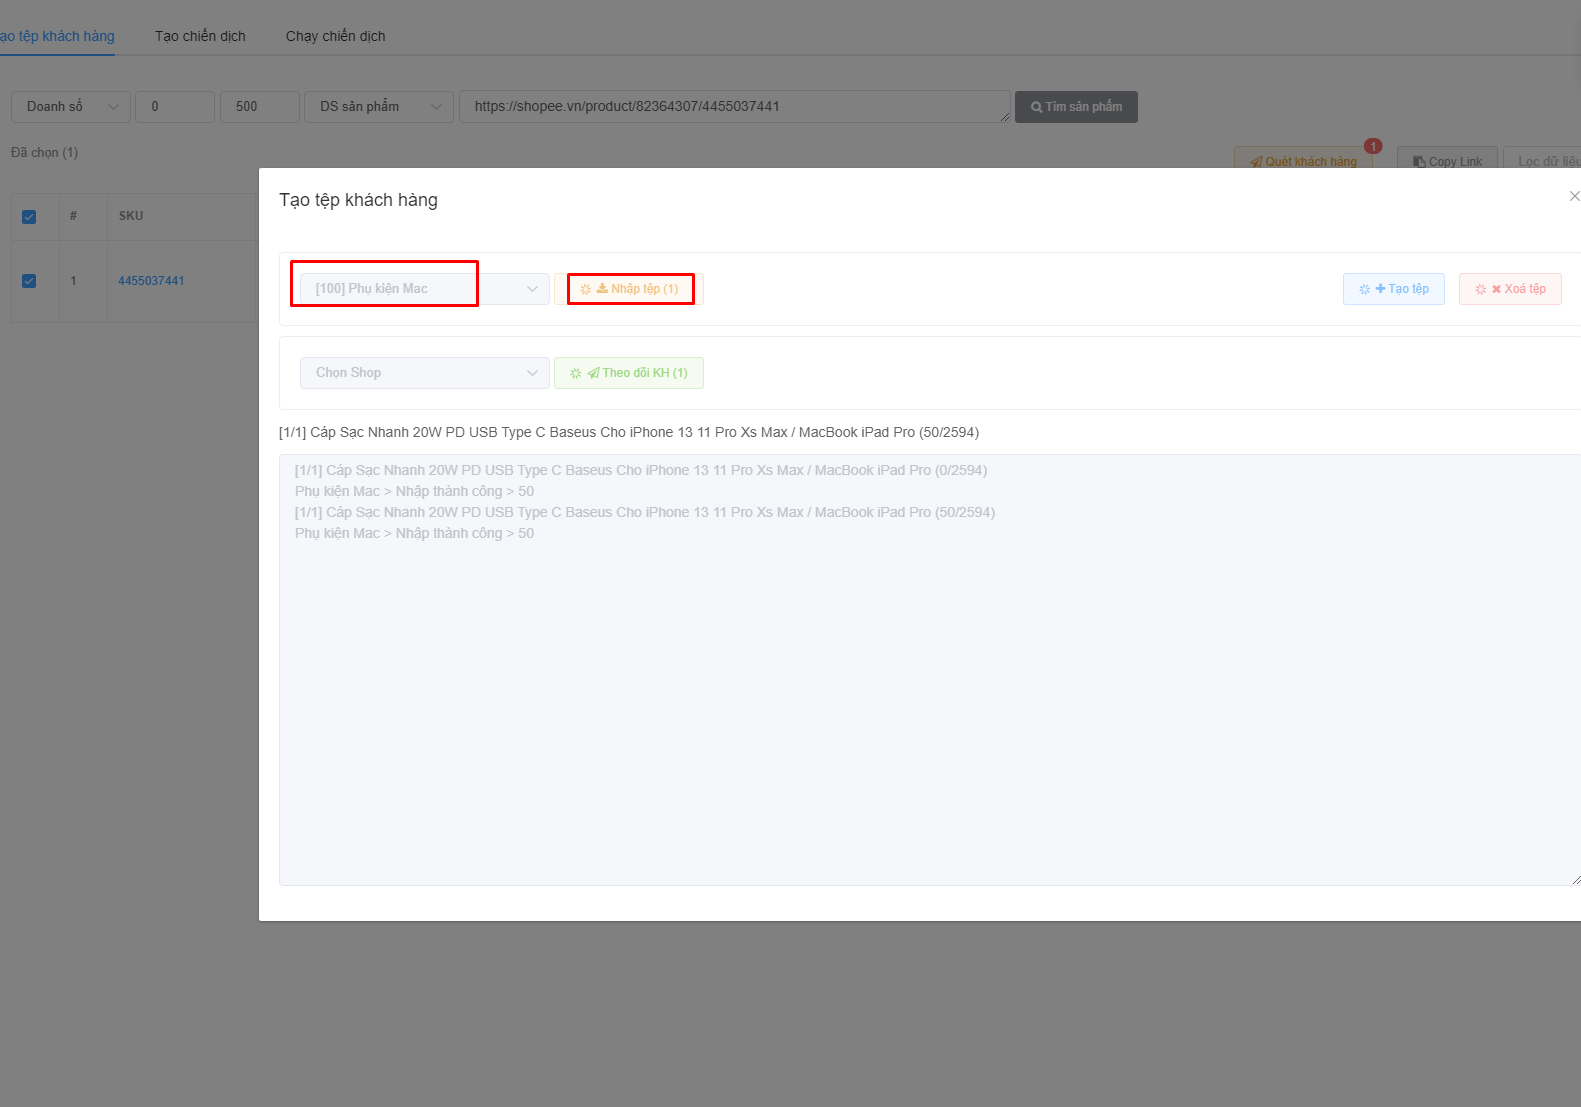 ạo tệp khách hàng
Tạo chiến dịch
Chạy chiến dịch
Doanh số
0
500
DS sản phẩm
https://shopee.vn/product/82364307/4455037441
Tìm sản phẩm
Đã chọn (1)
1
Quét khách hàng
Copy Link
Lọc dữ liệu
Tạo tệp khách hàng
#
SKU
1
4455037441
[100] Phụ kiện Mac
Nhập tệp (1)
Tạo tệp
Xoá tệp
Chọn Shop
Theo dõi KH (1)
[1/1] Cáp Sạc Nhanh 20W PD USB Type C Baseus Cho iPhone 13 11 Pro Xs Max / MacBook iPad Pro (50/2594)
[1/1] Cáp Sạc Nhanh 20W PD USB Type C Baseus Cho iPhone 13 11 Pro Xs Max / MacBook iPad Pro (0/2594)
Phụ kiện Mac > Nhập thành công > 50
[1/1] Cáp Sạc Nhanh 20W PD USB Type C Baseus Cho iPhone 13 11 Pro Xs Max / MacBook iPad Pro (50/2594)
Phụ kiện Mac > Nhập thành công > 50